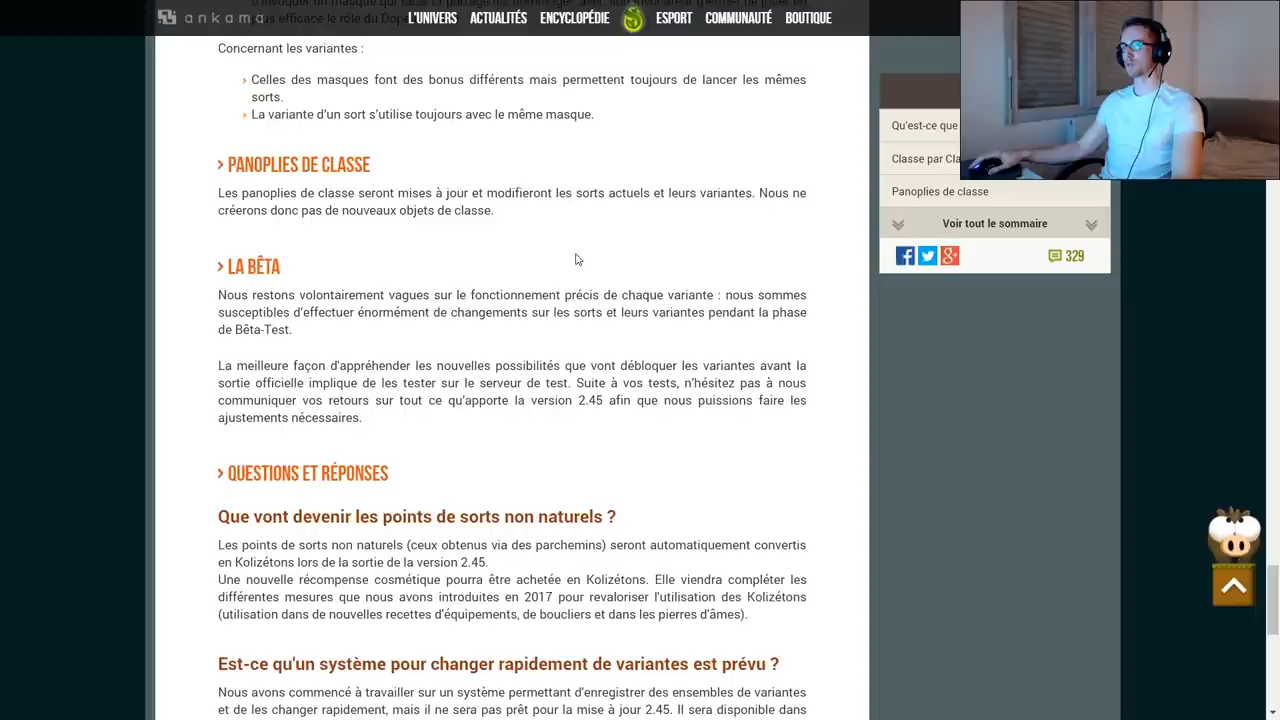 ankama
L'UNIVERS
ACTUALITÉS
ENCYCLOPÉDIE
ESPORT
COMMUNAUTÉ
BOUTIQUE
Concernant les variantes :
Celles des masques font des bonus différents mais permettent toujours de lancer les mêmes
sorts.
La variante d'un sort s'utilise toujours avec le même masque.
PANOPLIES DE CLASSE
Les panoplies de classe seront mises à jour et modifieront les sorts actuels et leurs variantes. Nous ne
créerons donc pas de nouveaux objets de classe.
LA BÊTA
Nous restons volontairement vagues sur le fonctionnement précis de chaque variante : nous sommes
susceptibles d'effectuer énormément de changements sur les sorts et leurs variantes pendant la phase
de Bêta-Test.
La meilleure façon d'appréhender les nouvelles possibilités que vont débloquer les variantes avant la
sortie officielle implique de les tester sur le serveur de test. Suite à vos tests, n'hésitez pas à nous
communiquer vos retours sur tout ce qu'apporte la version 2.45 afin que nous puissions faire les
ajustements nécessaires.
QUESTIONS ET RÉPONSES
Que vont devenir les points de sorts non naturels ?
Les points de sorts non naturels (ceux obtenus via des parchemins) seront automatiquement convertis
en Kolizétons lors de la sortie de la version 2.45.
Une nouvelle récompense cosmétique pourra être achetée en Kolizétons. Elle viendra compléter les
différentes mesures que nous avons introduites en 2017 pour revaloriser l'utilisation des Kolizétons
(utilisation dans de nouvelles recettes d'équipements, de boucliers et dans les pierres d'âmes).
Est-ce qu'un système pour changer rapidement de variantes est prévu ?
Nous avons commencé à travailler sur un système permettant d'enregistrer des ensembles de variantes
et de les changer rapidement, mais il ne sera pas prêt pour la mise à jour 2.45. Il sera disponible dans
Qu'est-ce que
Classe par Cla
Panoplies de classe
Voir tout le sommaire
329